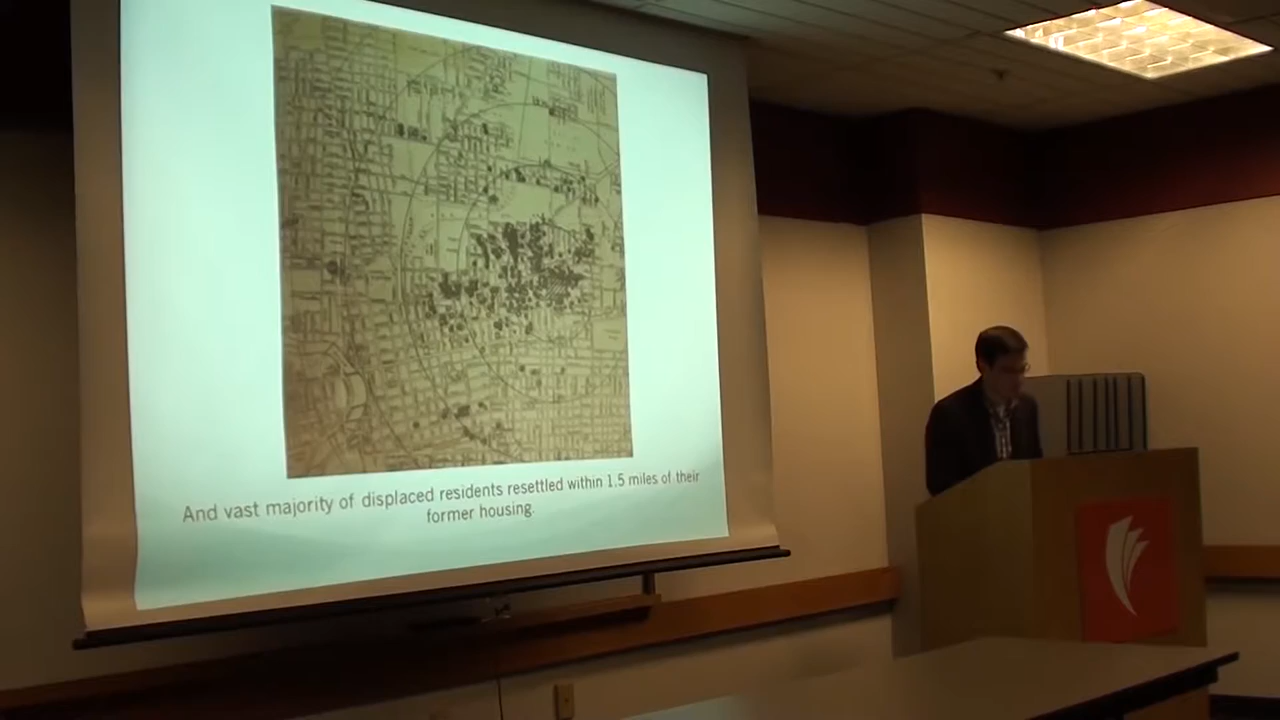 And vast majority of displaced residents resettled within 1.5 miles of their
former housing.